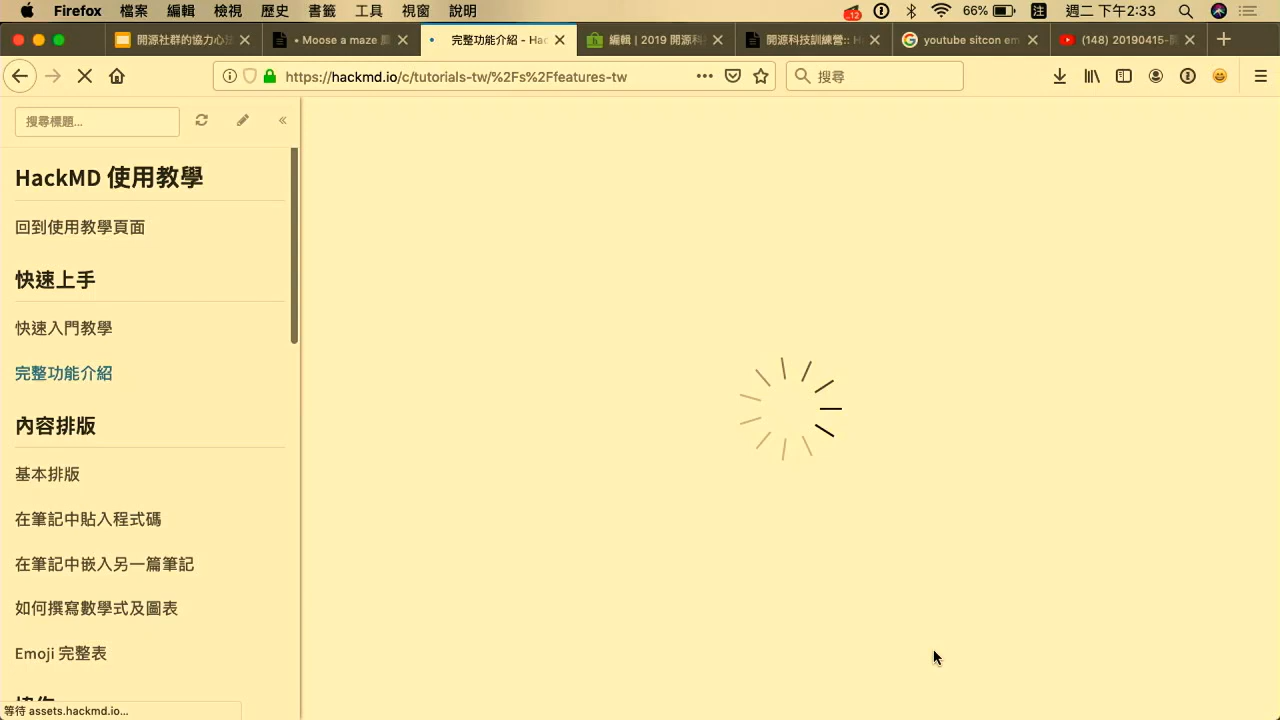 Firefox 檔案 編輯 檢視 歷史 書籤 工具 視窗 說明 12 66% 注 週二 下午2:33
開源社群的協力心法 • Moose a maze 完整功能介紹 - Hac 編輯 | 2019 開源科 開源科技訓練營:: H youtube sitcon em (148) 20190415-
https://hackmd.io/c/tutorials-tw/%2Fs%2Ffeatures-tw 搜尋
搜尋標題...
HackMD 使用教學
回到使用教學頁面
快速上手
快速入門教學
完整功能介紹
內容排版
基本排版
在筆記中貼入程式碼
在筆記中嵌入另一篇筆記
如何撰寫數學式及圖表
Emoji 完整表
等待 assets.hackmd.io...